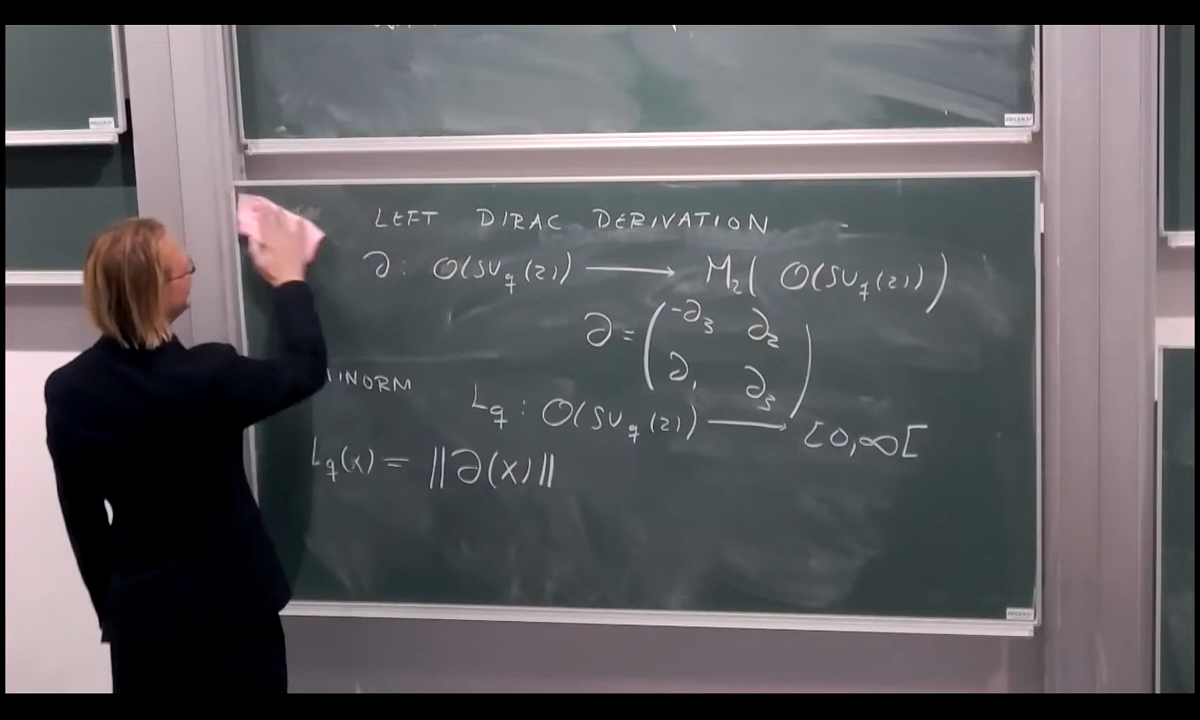 LEFT DIRAC DERIVATION -
∂ : O(SU_q(2)) ⟶ M_2( O(SU_q(2)) )
∂ = ( -∂_3 ∂_2
∂_1 ∂_3 )
INORM
L_q : O(SU_q(2)) ⟶ [0,∞[
L_q(x) = ||∂(x)||